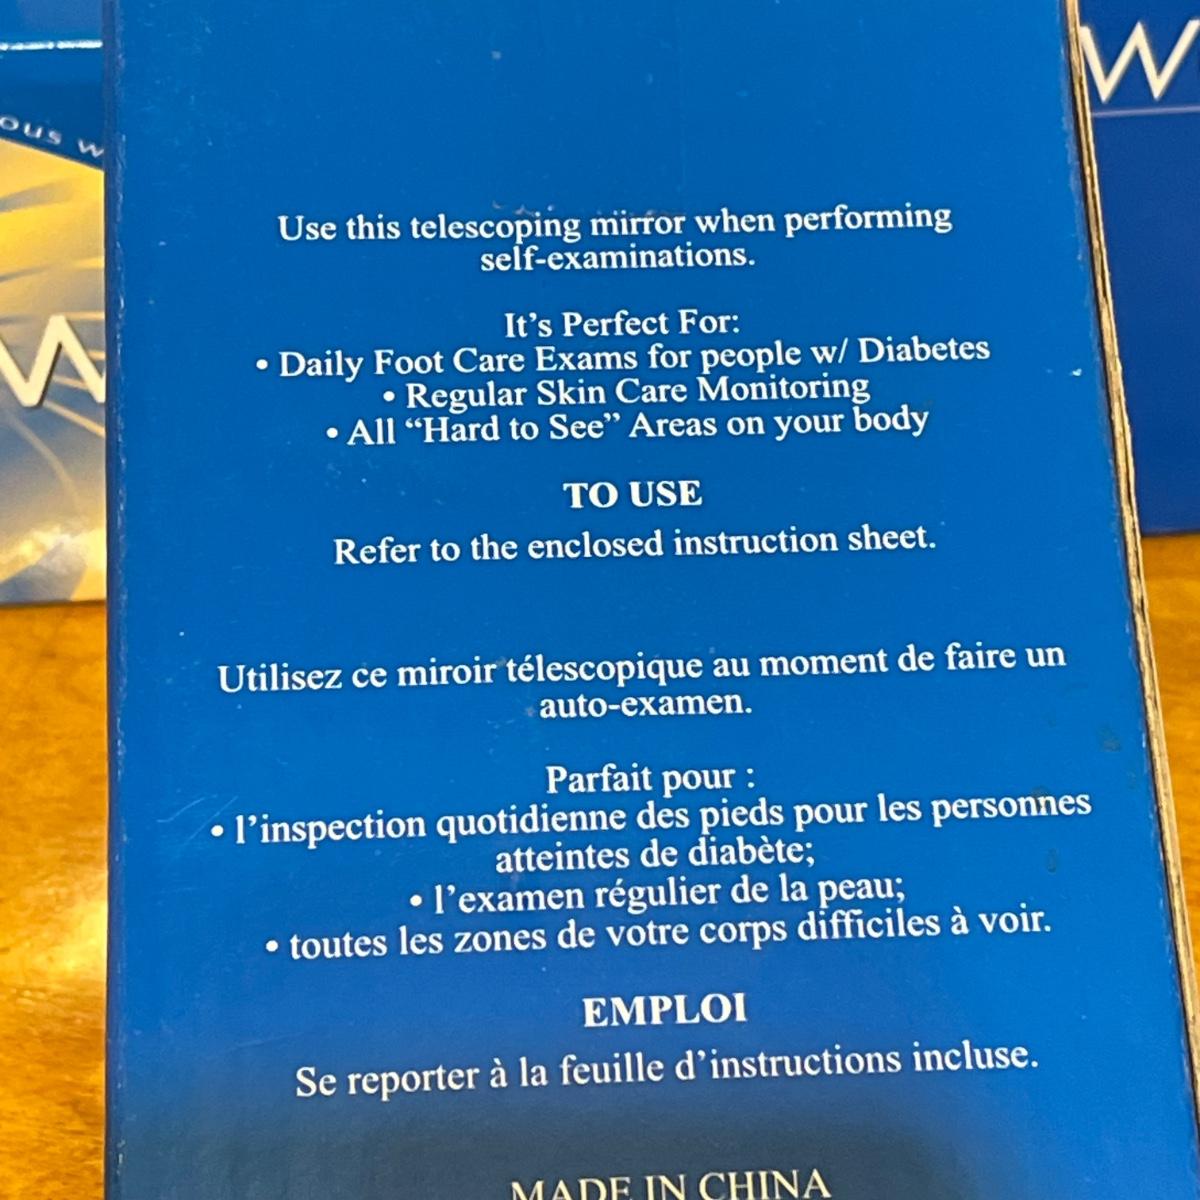 OUS W
W
W
Use this telescoping mirror when performing
self-examinations.
It's Perfect For:
• Daily Foot Care Exams for people w/ Diabetes
• Regular Skin Care Monitoring
• All “Hard to See” Areas on your body
TO USE
Refer to the enclosed instruction sheet.
Utilisez ce miroir télescopique au moment de faire un
auto-examen.
Parfait pour :
• l'inspection quotidienne des pieds pour les personnes
atteintes de diabète;
• l'examen régulier de la peau;
• toutes les zones de votre corps difficiles à voir.
EMPLOI
Se reporter à la feuille d'instructions incluse.
MADE IN CHINA